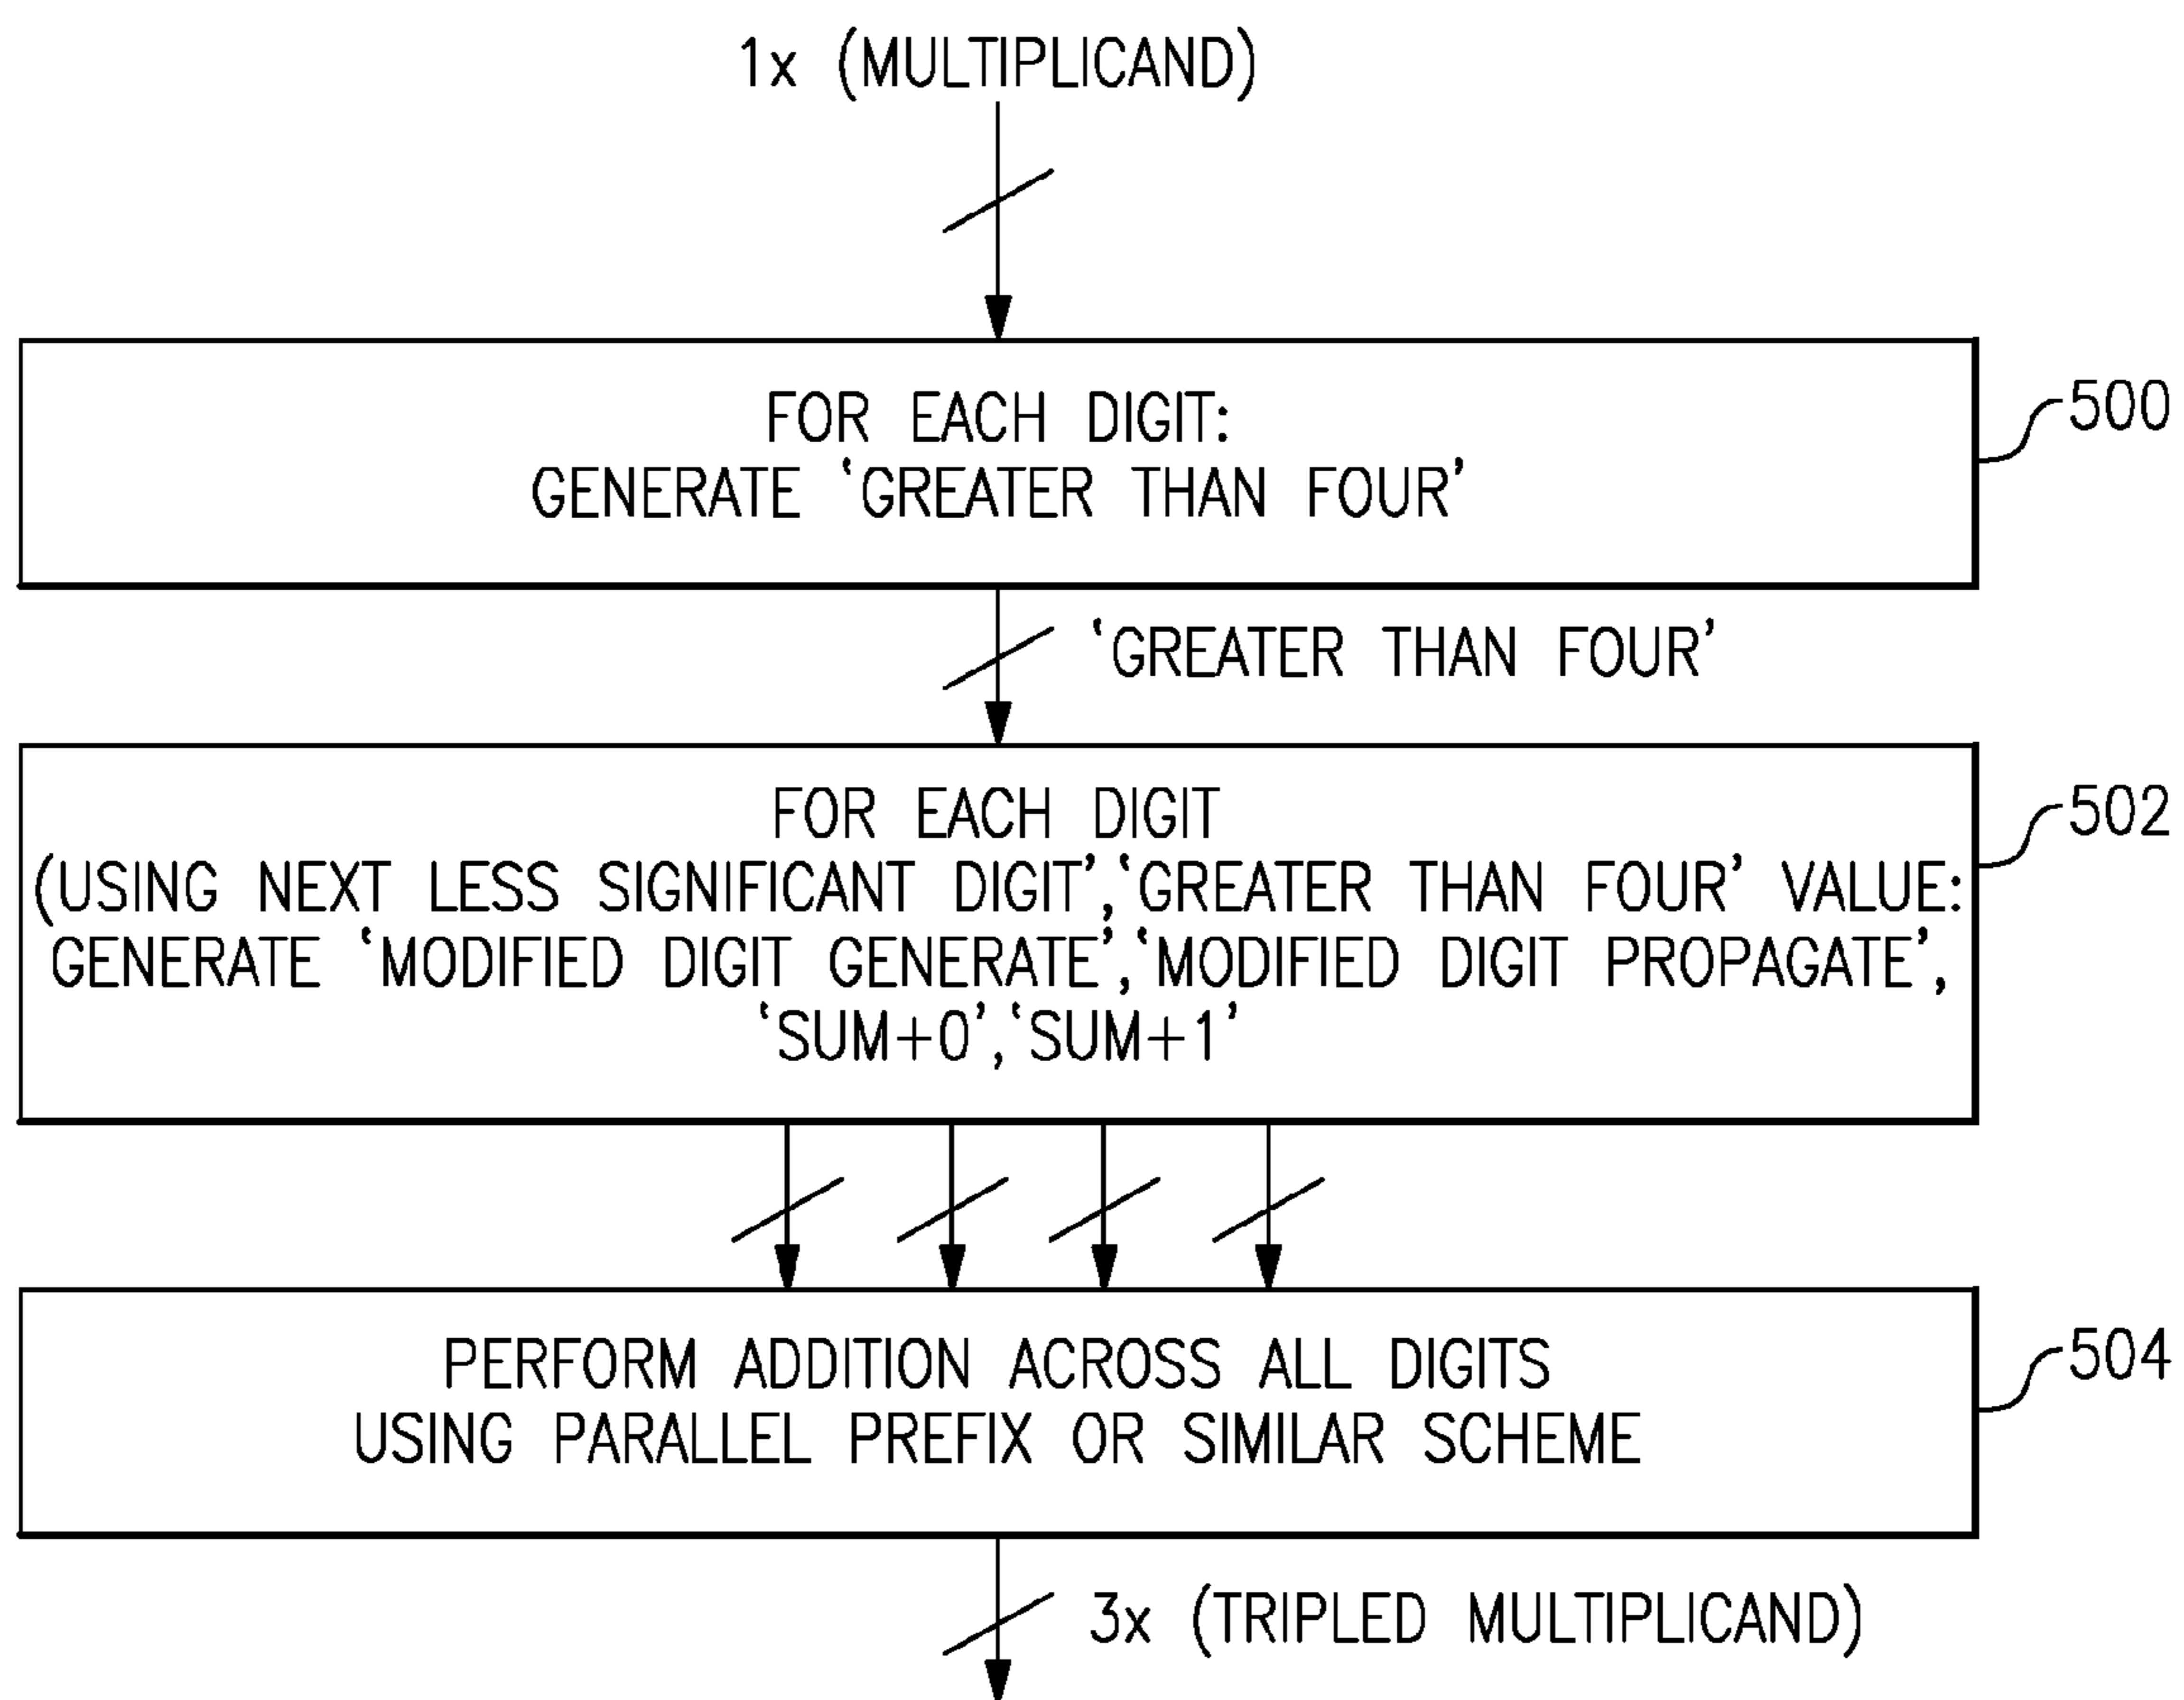 1x (MULTIPLICAND)
FOR EACH DIGIT:
GENERATE ‘GREATER THAN FOUR’
500
‘GREATER THAN FOUR’
FOR EACH DIGIT
(USING NEXT LESS SIGNIFICANT DIGIT’,‘GREATER THAN FOUR’ VALUE:
GENERATE ‘MODIFIED DIGIT GENERATE’,‘MODIFIED DIGIT PROPAGATE’,
‘SUM+0’,‘SUM+1’
502
PERFORM ADDITION ACROSS ALL DIGITS
USING PARALLEL PREFIX OR SIMILAR SCHEME
504
3x (TRIPLED MULTIPLICAND)